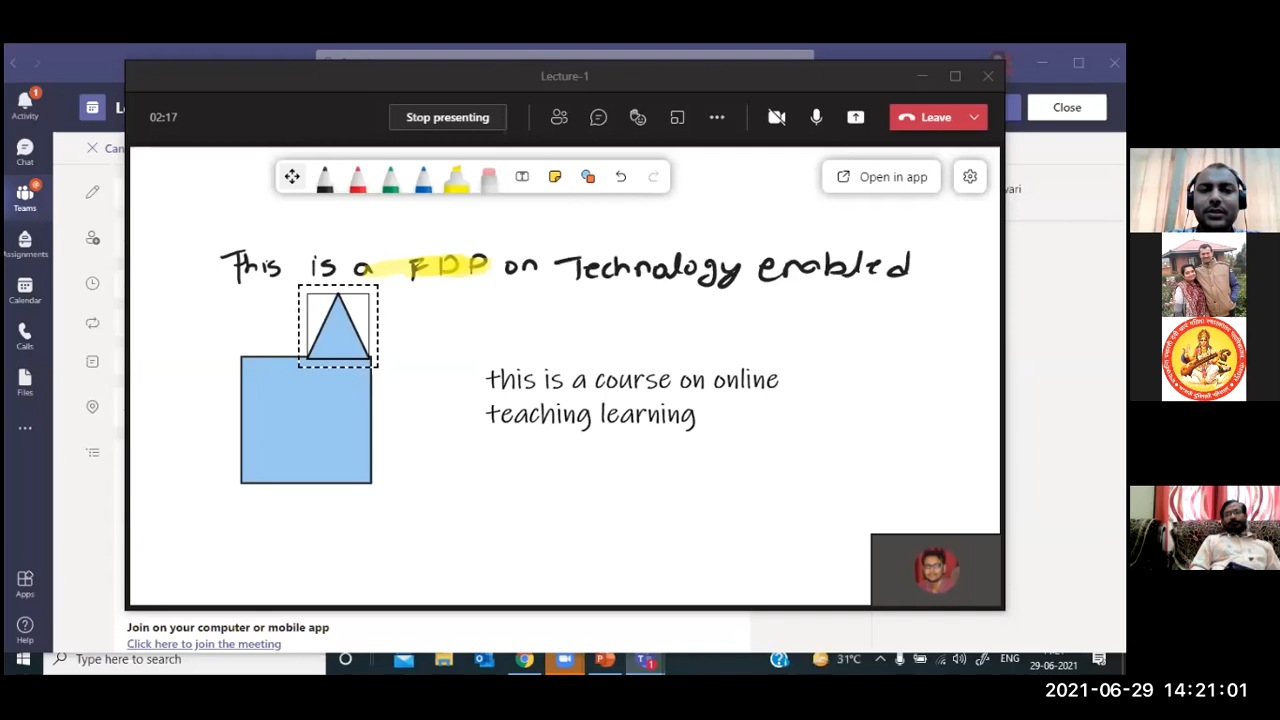 Lecture-1
L
Close
02:17
Stop presenting
Leave
Can
Activity
Chat
Teams
Assignments
Calls
Files
Apps
Help
Open in app
vari
This is a FDP on Technology enabled
this is a course on online
teaching learning
Join on your computer or mobile app
Click here to join the meeting
Type here to search
31°C
ENG
29-06-2021
2021-06-29 14:21:01